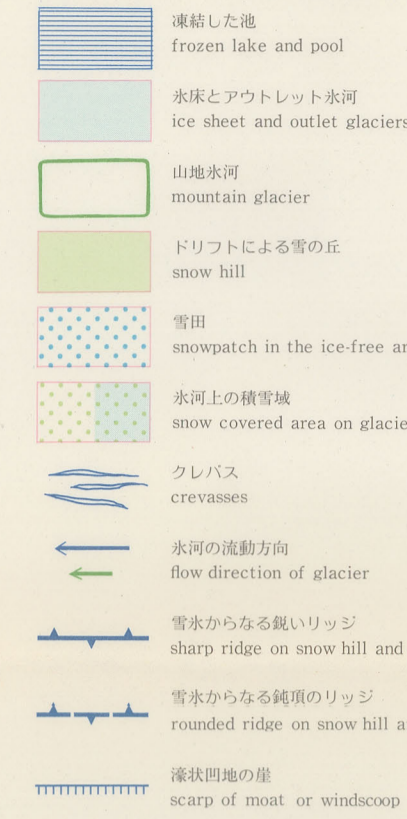 凍結した池
frozen lake and pool
氷床とアウトレット氷河
ice sheet and outlet glaciers
山地氷河
mountain glacier
ドリフトによる雪の丘
snow hill
雪田
snowpatch in the ice-free
氷河上の積雪域
snow covered area on
クレバス
crevasses
氷河の流動方向
flow direction of glacier
雪氷からなる鋭いリッジ
sharp ridge on snow hill and
雪氷からなる鈍頂のリッジ
rounded ridge on snow hill
濠状凹地の崖
scarp of moat or windscoop